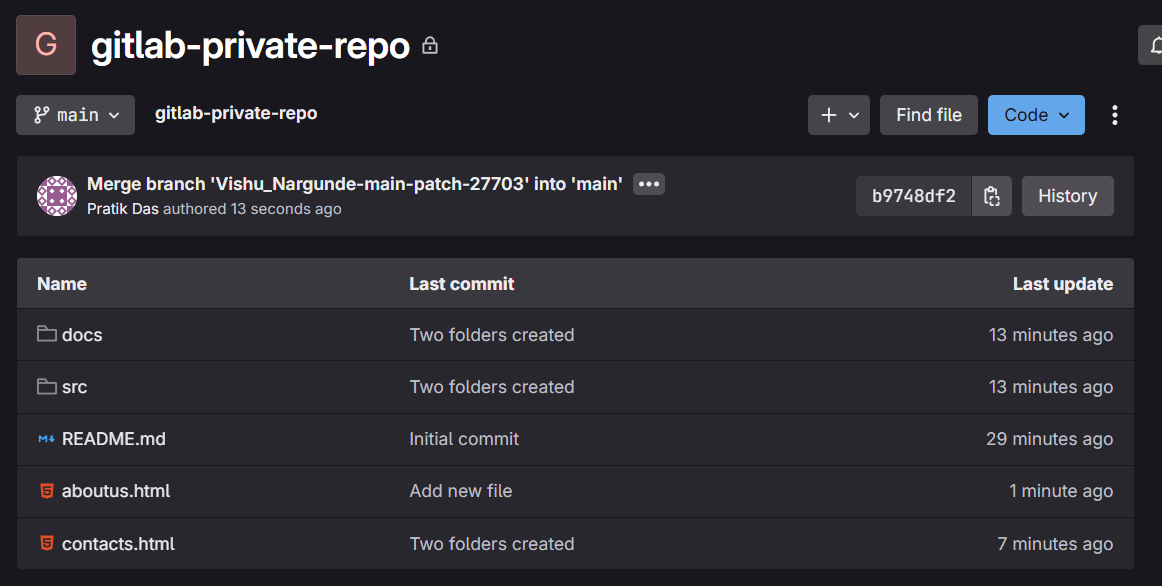 G gitlab-private-repo
main gitlab-private-repo + Find file Code
Merge branch 'Vishu_Nargunde-main-patch-27703' into 'main' •••
Pratik Das authored 13 seconds ago
b9748df2 History
Name Last commit Last update
docs Two folders created 13 minutes ago
src Two folders created 13 minutes ago
README.md Initial commit 29 minutes ago
aboutus.html Add new file 1 minute ago
contacts.html Two folders created 7 minutes ago